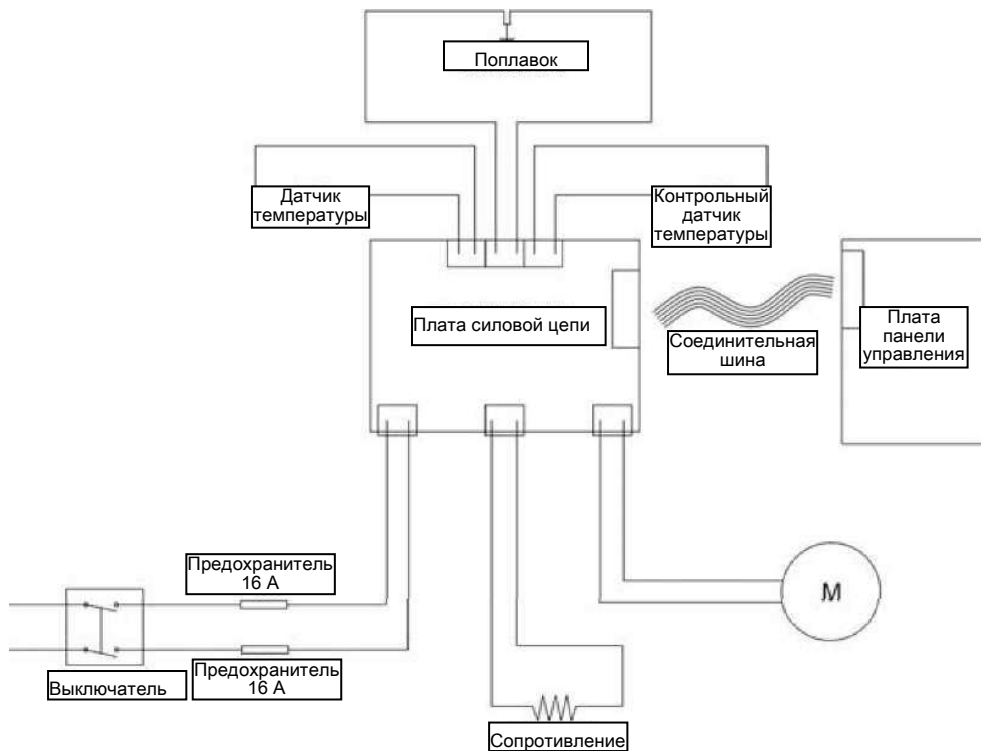 Поплавок
Датчик
температуры
Контрольный
датчик
температуры
Плата силовой цепи
Соединительная
шина
Плата
панели
управления
Предохранитель
16 А
M
Предохранитель
16 А
Выключатель
Сопротивление